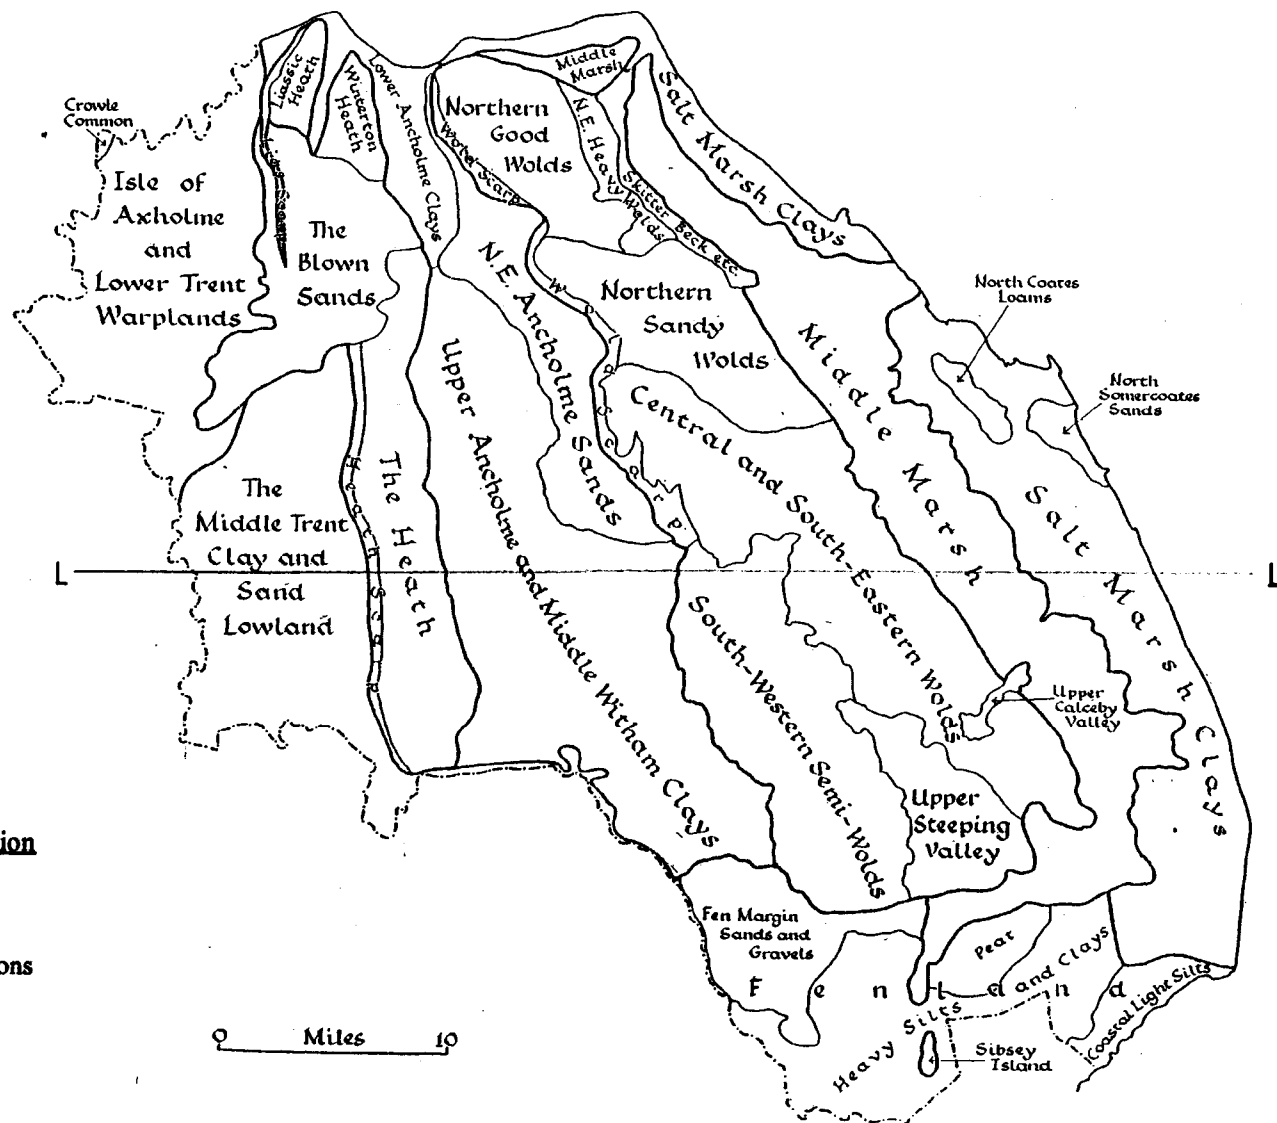 Crowle
Common
Isle of
Axholme
and
Lower Trent
Warplands
Liassic
Heath
Winterton
Heath
Lower Ancholme Clays
The
Blown
Sands
Northern
Good
Wolds
Wold Scarp
Middle
Marsh
N.E. Heavy
Wolds
Skitter Beck etc.
Salt Marsh Clays
N.E. Ancholme Sands
Wold Scarp
Northern
Sandy
Wolds
North Coates
Loams
North
Somercoates
Sands
Middle Marsh
Salt Marsh Clays
Central and South-Eastern Wolds
Upper Ancholme and Middle Witham Clays
The Heath
Heath Scarp
The
Middle Trent
Clay and
Sand
Lowland
L L
South-Western Semi-Wolds
Upper
Calceby
Valley
Upper
Steeping
Valley
ion
ons
Fen Margin
Sands and
Gravels
Peat
Fenland
Heavy Silts and Clays
Coastal Light Silts
Sibsey
Island
0 Miles 10